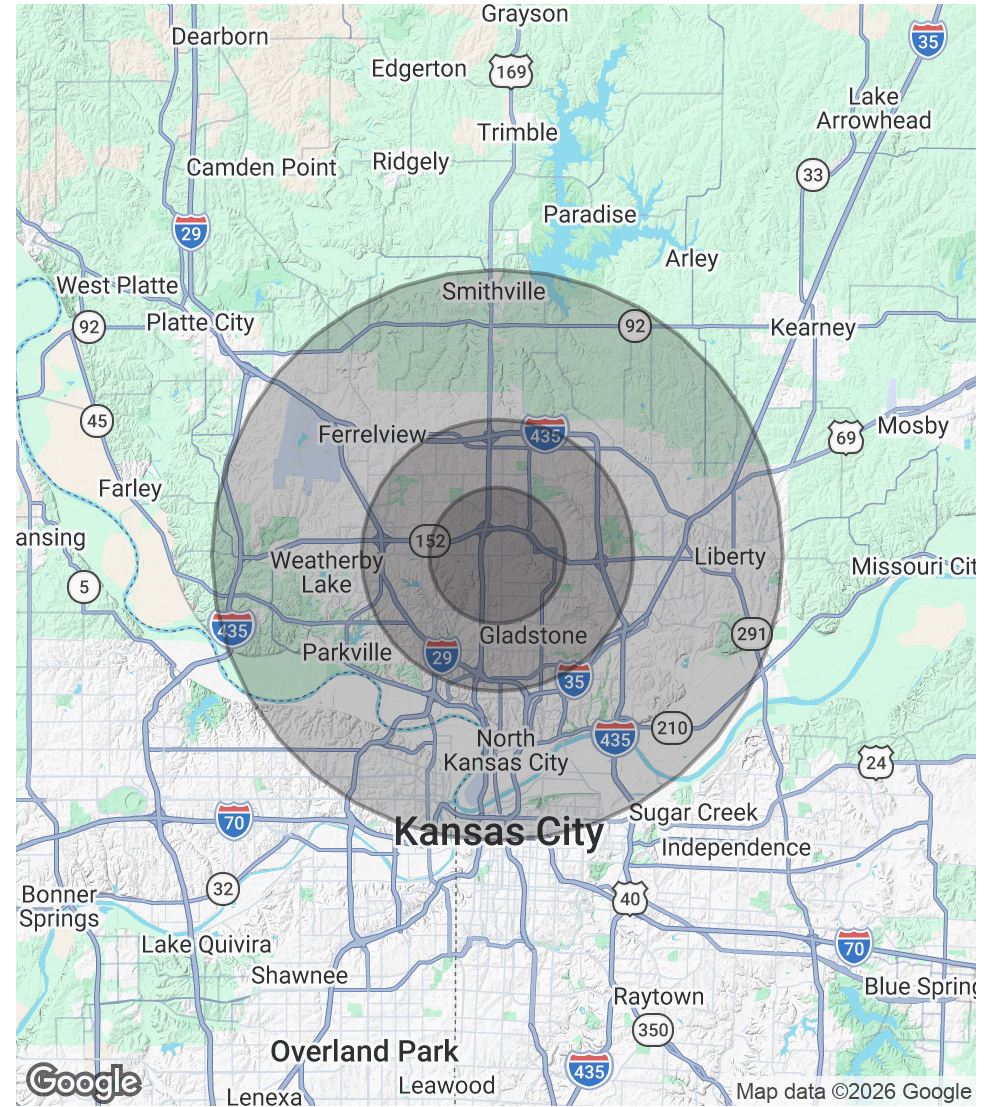 Grayson
Dearborn
35
Edgerton
169
Lake
Arrowhead
Trimble
Ridgely
Camden Point
33
Paradise
29
Arley
West Platte
Smithville
92
Platte City
92
Kearney
45
Ferrelview
435
69
Mosby
Farley
ansing
152
Weatherby
Lake
Liberty
Missouri Cit
5
435
Gladstone
291
Parkville
29
35
North
Kansas City
435
210
24
70
Sugar Creek
Kansas City
Independence
32
Bonner
Springs
40
Lake Quivira
70
Shawnee
Blue Spring
Raytown
350
Overland Park
435
Google
Leawood
Lenexa
Map data ©2026 Google